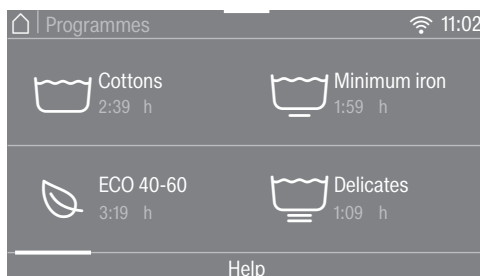 Programmes
11:02
Cottons
2:39 h
Minimum iron
1:59 h
ECO 40-60
3:19 h
Delicates
1:09 h
Help